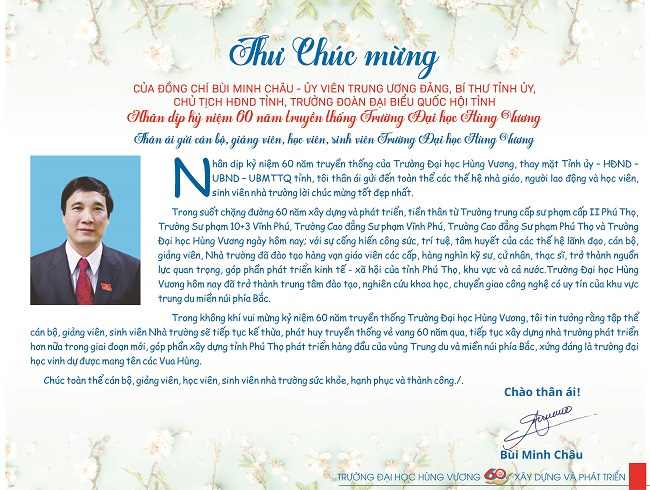 Thư Chúc mừng
CỦA ĐỒNG CHÍ BÙI MINH CHÂU - ỦY VIÊN TRUNG ƯƠNG ĐẢNG, BÍ THƯ TỈNH ỦY,
CHỦ TỊCH HĐND TỈNH, TRƯỞNG ĐOÀN ĐẠI BIỂU QUỐC HỘI TỈNH
Nhân dịp kỷ niệm 60 năm truyền thống Trường Đại học Hùng Vương
Thân ái gửi cán bộ, giảng viên, học viên, sinh viên Trường Đại học Hùng Vương
Nhân dịp kỷ niệm 60 năm truyền thống của Trường Đại học Hùng Vương, thay mặt Tỉnh ủy – HĐND –
UBND – UBMTTQ tỉnh, tôi thân ái gửi đến toàn thể các thế hệ nhà giáo, người lao động và học viên,
sinh viên nhà trường lời chúc mừng tốt đẹp nhất.
Trong suốt chặng đường 60 năm xây dựng và phát triển, tiền thân từ Trường trung cấp sư phạm cấp II Phú Thọ,
Trường Sư phạm 10+3 Vĩnh Phú, Trường Cao đẳng Sư phạm Vĩnh Phú, Trường Cao đẳng Sư phạm Phú Thọ và Trường
Đại học Hùng Vương ngày hôm nay; với sự cống hiến công sức, trí tuệ, tâm huyết của các thế hệ lãnh đạo, cán bộ,
giảng viên, Nhà trường đã đào tạo hàng vạn giáo viên các cấp, hàng nghìn kỹ sư, cử nhân, thạc sĩ, trở thành nguồn
lực quan trọng, góp phần phát triển kinh tế - xã hội của tỉnh Phú Thọ, khu vực và cả nước.Trường Đại học Hùng
Vương hôm nay đã trở thành trung tâm đào tạo, nghiên cứu khoa học, chuyển giao công nghệ có uy tín của khu vực
trung du miền núi phía Bắc.
Trong không khí vui mừng kỷ niệm 60 năm truyền thống Trường Đại học Hùng Vương, tôi tin tưởng rằng tập thể
cán bộ, giảng viên, sinh viên Nhà trường sẽ tiếp tục kế thừa, phát huy truyền thống vẻ vang 60 năm qua, tiếp tục xây dựng nhà trường phát triển
hơn nữa trong giai đoạn mới, góp phần xây dựng tỉnh Phú Thọ phát triển hàng đầu của vùng Trung du và miền núi phía Bắc, xứng đáng là trường đại
học vinh dự được mang tên các Vua Hùng.
Chúc toàn thể cán bộ, giảng viên, học viên, sinh viên nhà trường sức khỏe, hạnh phúc và thành công./.
Chào thân ái!
Bùi Minh Châu
TRƯỜNG ĐẠI HỌC HÙNG VƯƠNG 60 XÂY DỰNG VÀ PHÁT TRIỂN